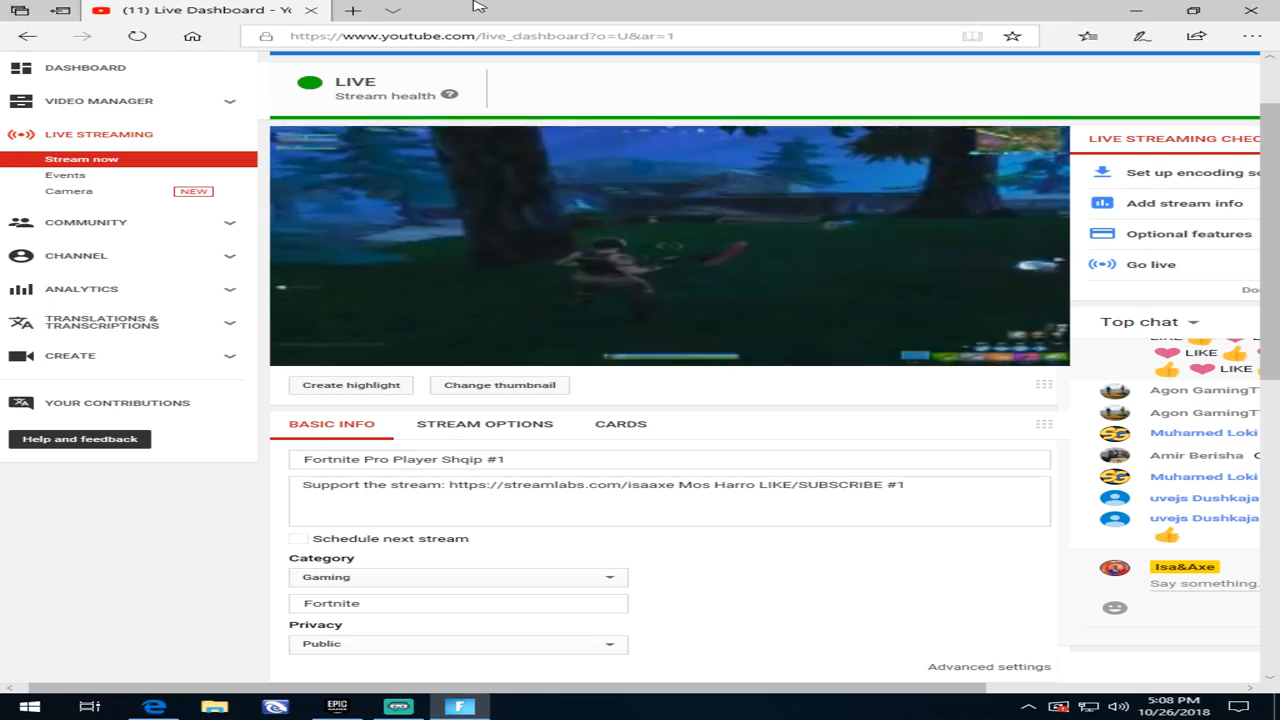 (11) Live Dashboard - Yo
https://www.youtube.com/live_dashboard?o=U&ar=1
DASHBOARD
VIDEO MANAGER
LIVE STREAMING
Stream now
Events
Camera
NEW
COMMUNITY
CHANNEL
ANALYTICS
TRANSLATIONS &
TRANSCRIPTIONS
CREATE
YOUR CONTRIBUTIONS
Help and feedback
LIVE
Stream health
Create highlight
Change thumbnail
BASIC INFO
STREAM OPTIONS
CARDS
Fortnite Pro Player Shqip #1
Support the stream: https://streamlabs.com/isaaxe Mos Harro LIKE/SUBSCRIBE #1
Schedule next stream
Category
Gaming
Fortnite
Privacy
Public
Advanced settings
LIVE STREAMING CHEC
Set up encoding so
Add stream info
Optional features
Go live
Do
Top chat
LIKE
LIKE
LIKE
Agon GamingT
Agon GamingT
Muhamed Loki
Amir Berisha
Muhamed Loki
uvejs Dushkaja
uvejs Dushkaja
Isa&Axe
Say something.
EPIC
GAMES
F
5:08 PM
10/26/2018